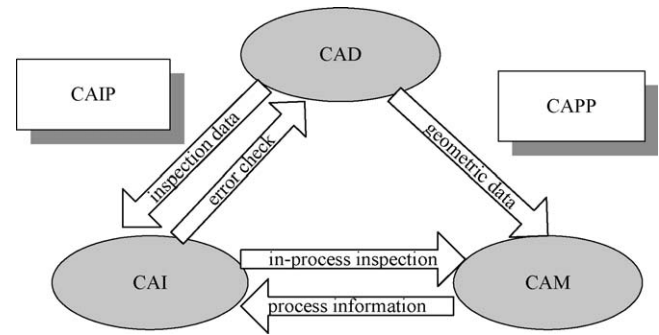 CAD
CAIP
CAPP
inspection data
error check
geometric data
in-process inspection
CAI
CAM
process information